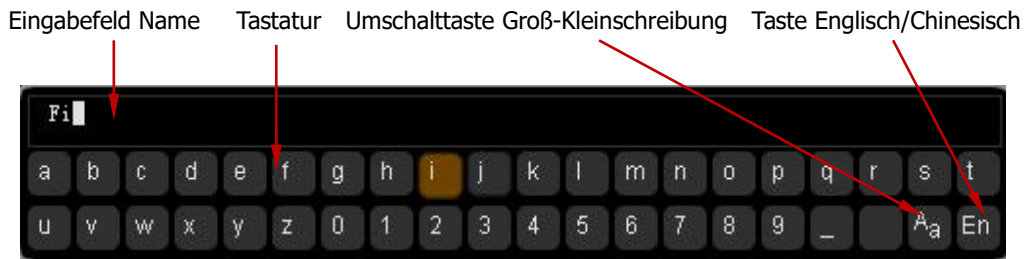 Eingabefeld Name Tastatur Umschalttaste Groß-Kleinschreibung Taste Englisch/Chinesisch
Fi
a b c d e f g h i j k l m n o p q r s t
u v w x y z 0 1 2 3 4 5 6 7 8 9 _ Aa En